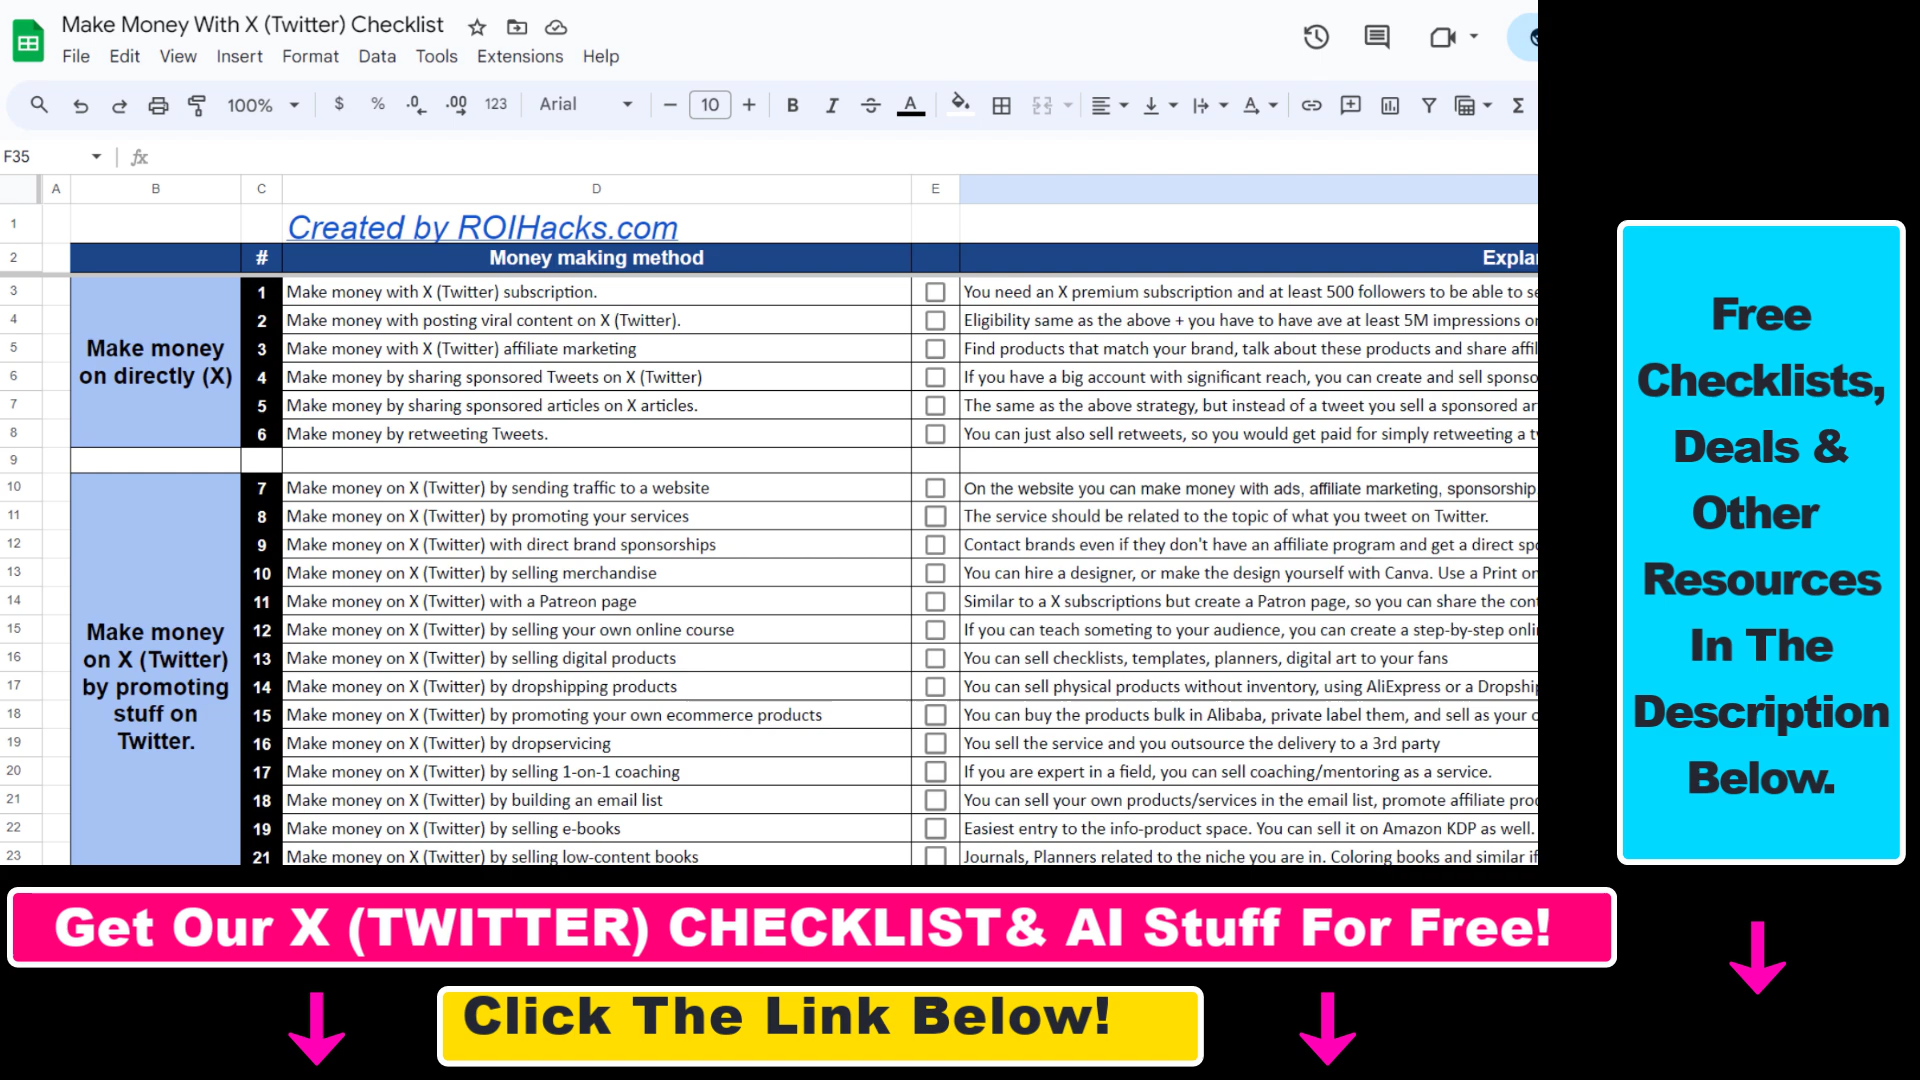 Make Money With X (Twitter) Checklist
File Edit View Insert Format Data Tools Extensions Help
100% $ % .0 .00 123 Arial 10 B I A
F35 fx
A B C D E
1 Created by ROIHacks.com
2 # Money making method Explan
3 1 Make money with X (Twitter) subscription. You need an X premium subscription and at least 500 followers to be able to se
4 2 Make money with posting viral content on X (Twitter). Eligibility same as the above + you have to have ave at least 5M impressions on
Make money
on directly (X)
5 3 Make money with X (Twitter) affiliate marketing Find products that match your brand, talk about these products and share affil
6 4 Make money by sharing sponsored Tweets on X (Twitter) If you have a big account with significant reach, you can create and sell sponso
7 5 Make money by sharing sponsored articles on X articles. The same as the above strategy, but instead of a tweet you sell a sponsored ar
8 6 Make money by retweeting Tweets. You can just also sell retweets, so you would get paid for simply retweeting a tw
9
10 7 Make money on X (Twitter) by sending traffic to a website On the website you can make money with ads, affiliate marketing, sponsorship
11 8 Make money on X (Twitter) by promoting your services The service should be related to the topic of what you tweet on Twitter.
12 9 Make money on X (Twitter) with direct brand sponsorships Contact brands even if they don't have an affiliate program and get a direct spo
13 10 Make money on X (Twitter) by selling merchandise You can hire a designer, or make the design yourself with Canva. Use a Print on
14 11 Make money on X (Twitter) with a Patreon page Similar to a X subscriptions but create a Patron page, so you can share the cont
Make money
on X (Twitter)
by promoting
stuff on
Twitter.
15 12 Make money on X (Twitter) by selling your own online course If you can teach someting to your audience, you can create a step-by-step onli
16 13 Make money on X (Twitter) by selling digital products You can sell checklists, templates, planners, digital art to your fans
17 14 Make money on X (Twitter) by dropshipping products You can sell physical products without inventory, using AliExpress or a Dropship
18 15 Make money on X (Twitter) by promoting your own ecommerce products You can buy the products bulk in Alibaba, private label them, and sell as your o
19 16 Make money on X (Twitter) by dropservicing You sell the service and you outsource the delivery to a 3rd party
20 17 Make money on X (Twitter) by selling 1-on-1 coaching If you are expert in a field, you can sell coaching/mentoring as a service.
21 18 Make money on X (Twitter) by building an email list You can sell your own products/services in the email list, promote affiliate prod
22 19 Make money on X (Twitter) by selling e-books Easiest entry to the info-product space. You can sell it on Amazon KDP as well.
23 21 Make money on X (Twitter) by selling low-content books Journals, Planners related to the niche you are in. Coloring books and similar if
Free
Checklists,
Deals &
Other
Resources
In The
Description
Below.
Get Our X (TWITTER) CHECKLIST& AI Stuff For Free!
Click The Link Below!